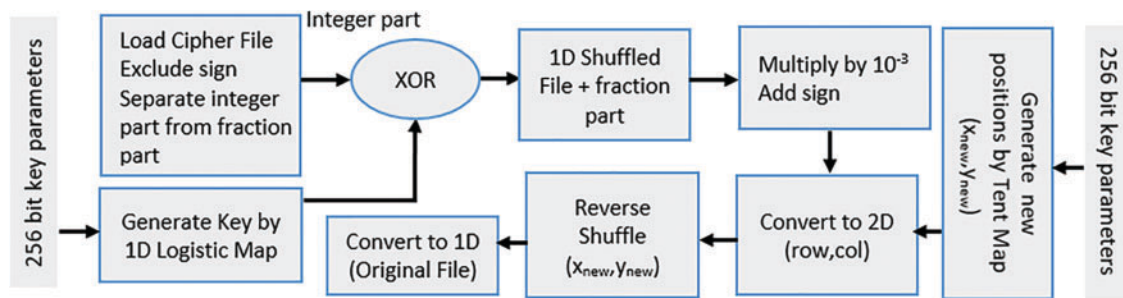 256 bit key parameters
Load Cipher File
Exclude sign
Separate integer
part from fraction
part
Integer part
XOR
1D Shuffled
File + fraction
part
Multiply by 10⁻³
Add sign
Generate new
positions by Tent Map
(xnew,ynew)
256 bit key parameters
Generate Key by
1D Logistic Map
Convert to 1D
(Original File)
Reverse
Shuffle
(xnew,ynew)
Convert to 2D
(row,col)